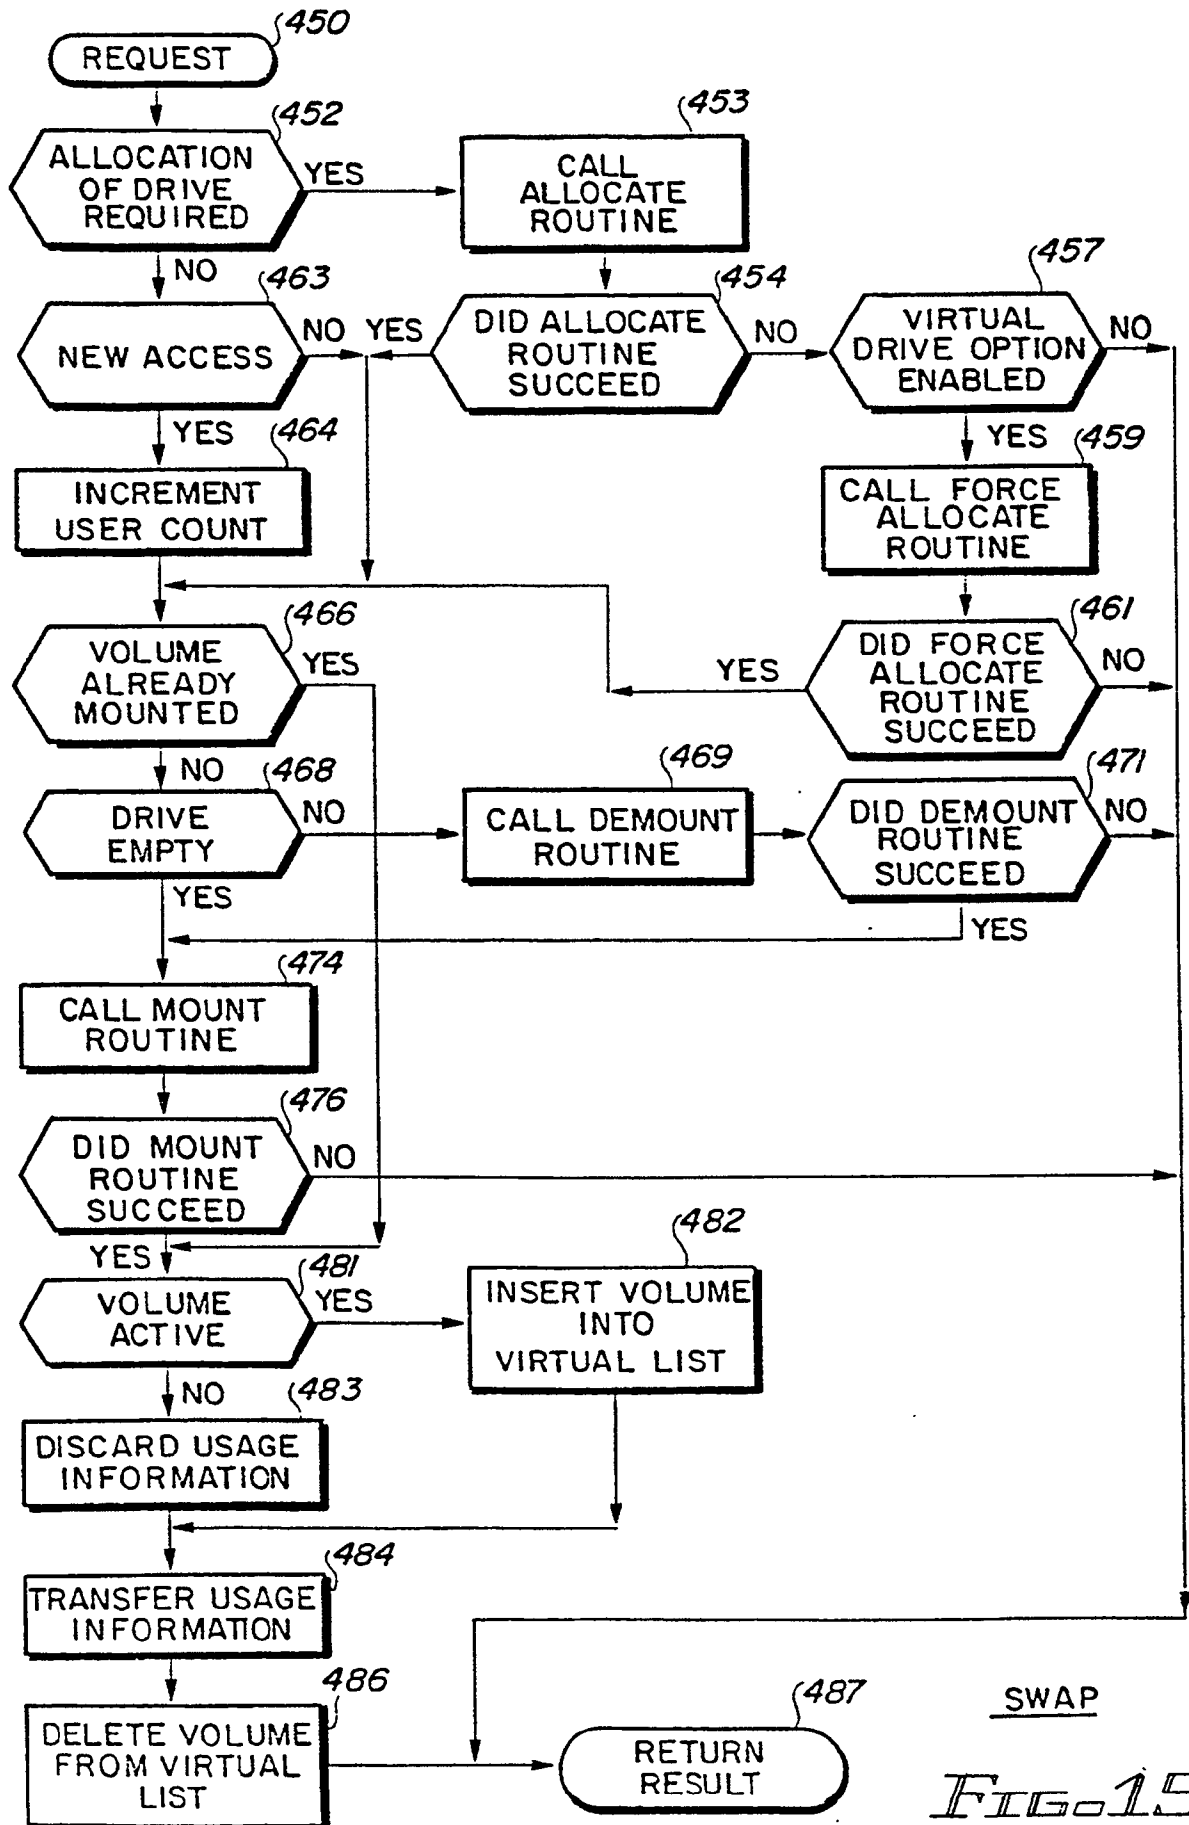 450
REQUEST
452
ALLOCATION
OF DRIVE
REQUIRED
YES
453
CALL
ALLOCATE
ROUTINE
NO
463
NEW ACCESS
NO
YES
454
DID ALLOCATE
ROUTINE
SUCCEED
NO
457
VIRTUAL
DRIVE OPTION
ENABLED
NO
YES
464
INCREMENT
USER COUNT
YES
459
CALL FORCE
ALLOCATE
ROUTINE
466
VOLUME
ALREADY
MOUNTED
YES
YES
461
DID FORCE
ALLOCATE
ROUTINE
SUCCEED
NO
NO
468
DRIVE
EMPTY
NO
469
CALL DEMOUNT
ROUTINE
471
DID DEMOUNT
ROUTINE
SUCCEED
NO
YES
YES
474
CALL MOUNT
ROUTINE
476
DID MOUNT
ROUTINE
SUCCEED
NO
YES
481
VOLUME
ACTIVE
YES
482
INSERT VOLUME
INTO
VIRTUAL LIST
NO
483
DISCARD USAGE
INFORMATION
484
TRANSFER USAGE
INFORMATION
486
DELETE VOLUME
FROM VIRTUAL
LIST
487
RETURN
RESULT
SWAP
FIG. 15